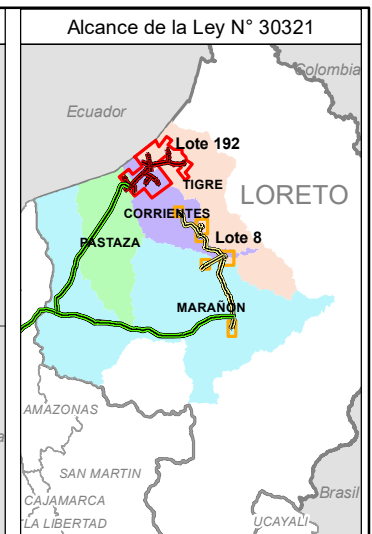 Alcance de la Ley N° 30321
Colombia
Ecuador
Lote 192
TIGRE
LORETO
CORRIENTES
Lote 8
PASTAZA
MARAÑON
AMAZONAS
SAN MARTIN
CAJAMARCA
Brasil
LA LIBERTAD
UCAYALI